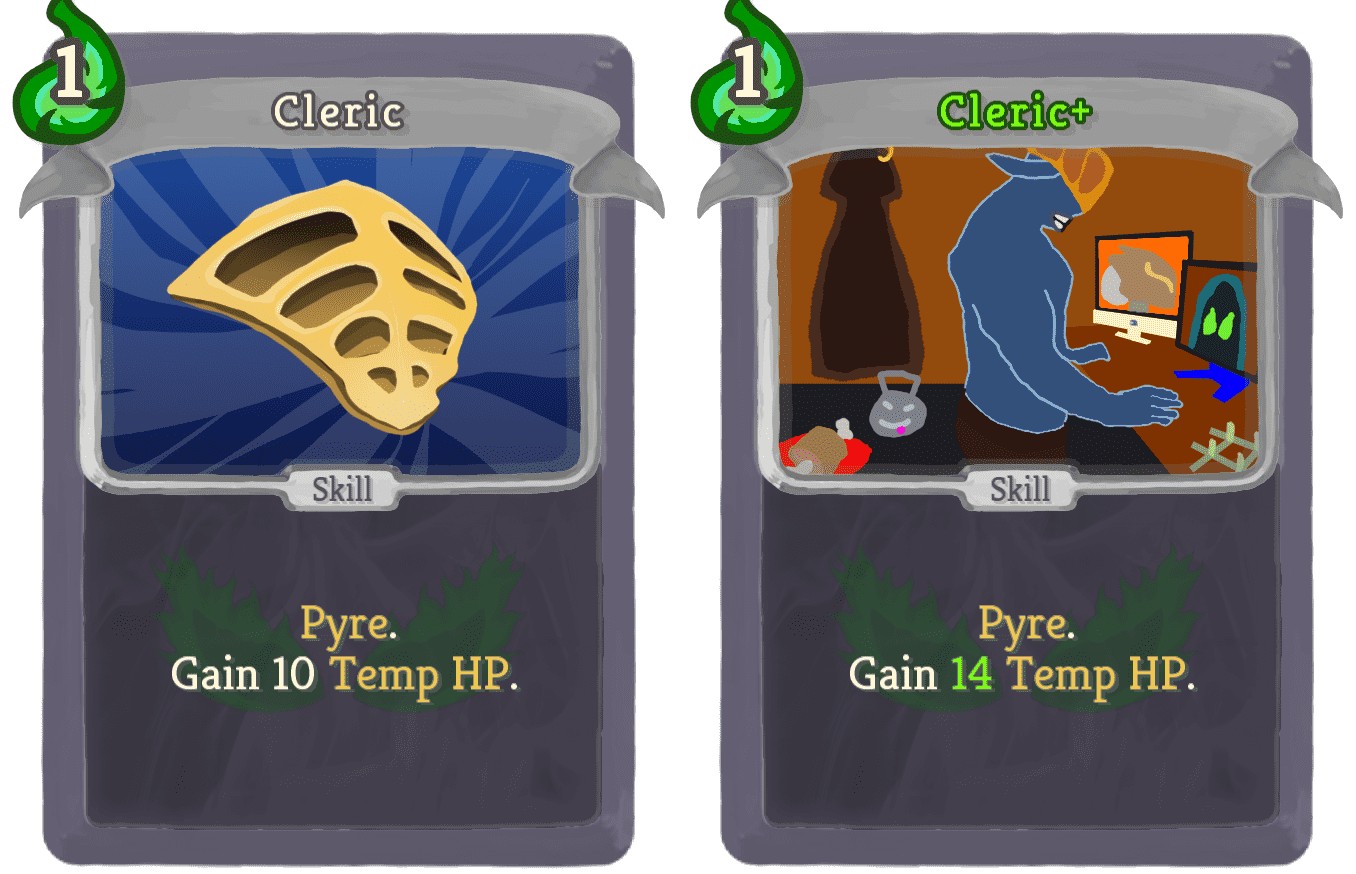 1
Cleric
Skill
Pyre.
Gain 10 Temp HP.
1
Cleric+
Skill
Pyre.
Gain 14 Temp HP.